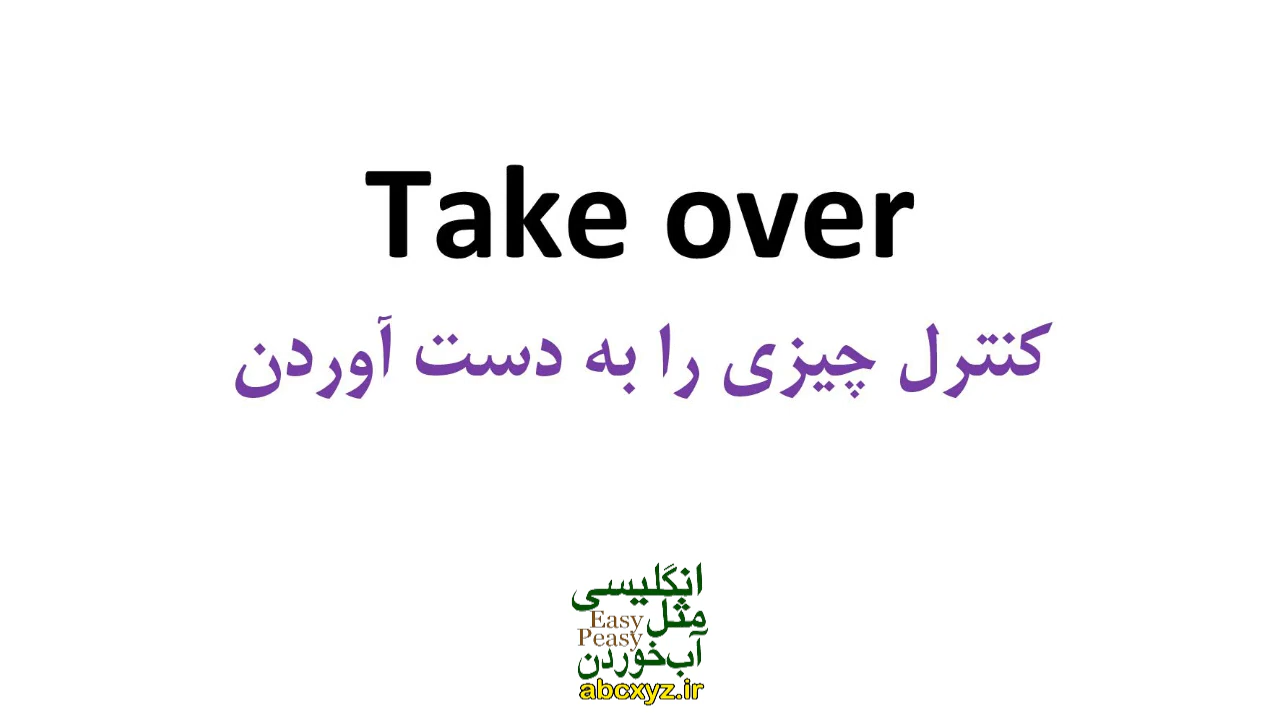 Take over
کنترل چیزی را به دست آوردن
انگلیسی
مثل
Easy
Peasy
آب‌خوردن
abcxyz.ir